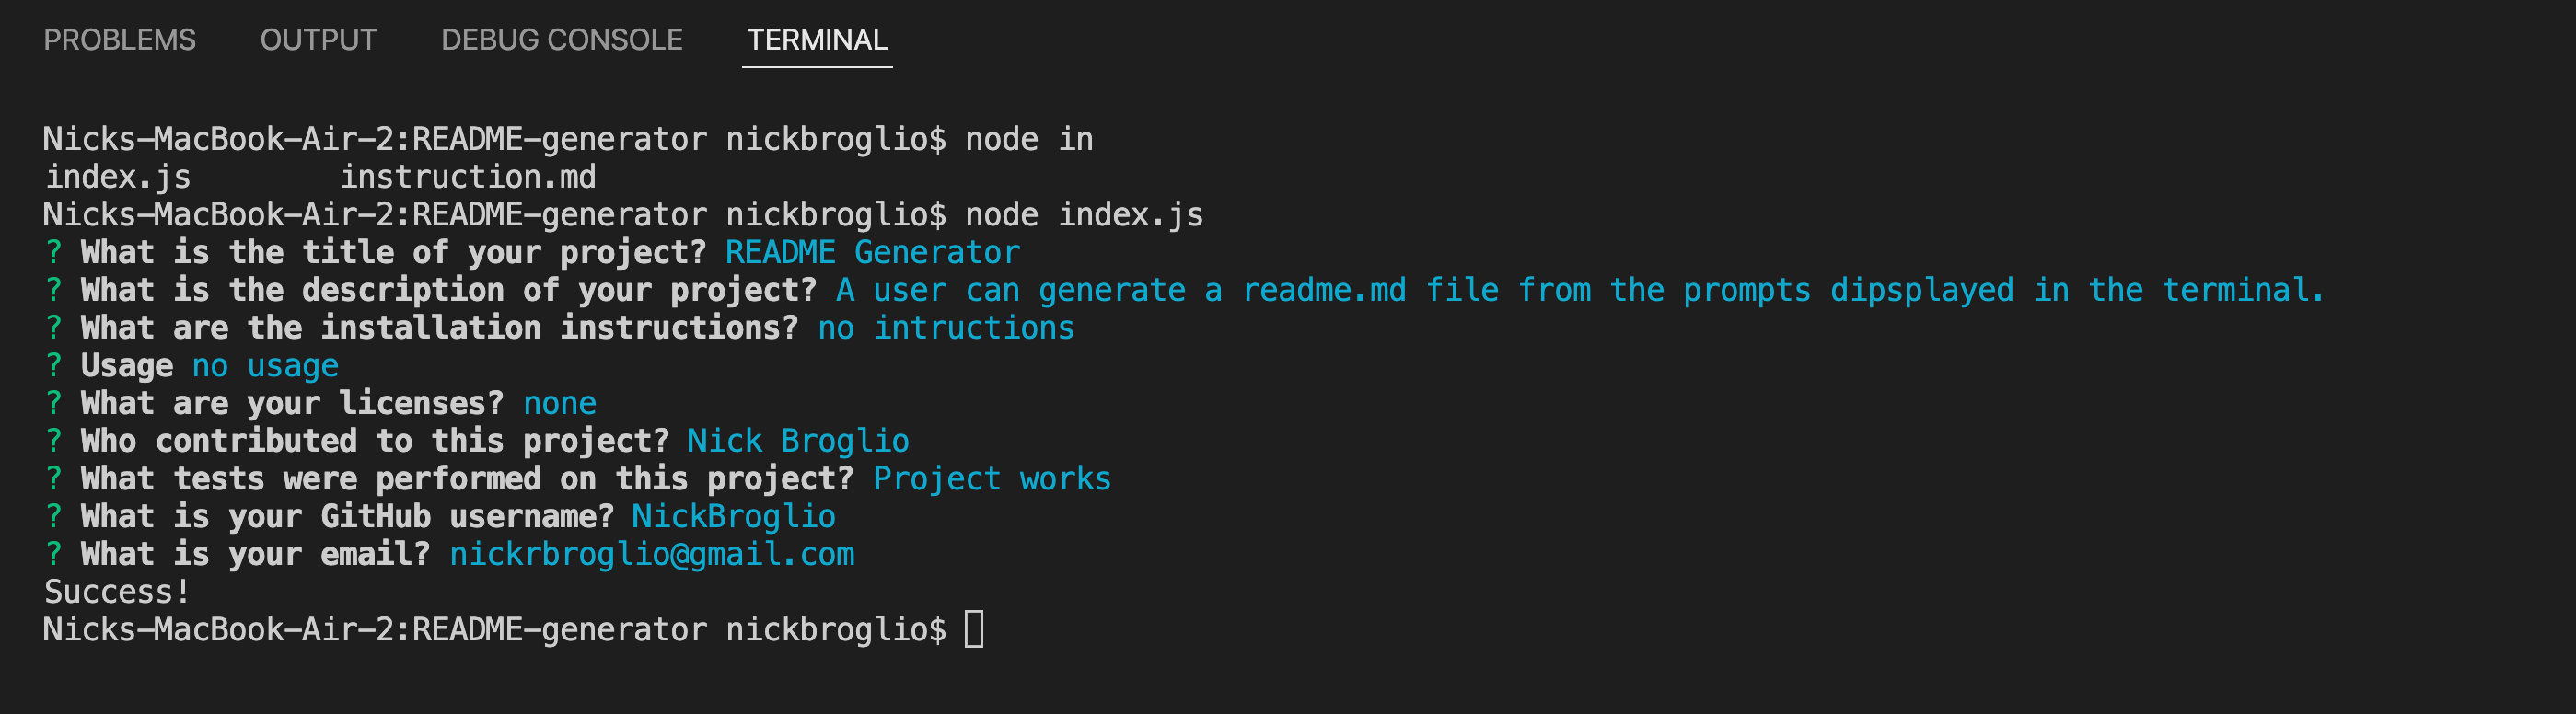 PROBLEMS OUTPUT DEBUG CONSOLE TERMINAL
Nicks-MacBook-Air-2:README-generator nickbroglio$ node in
index.js instruction.md
Nicks-MacBook-Air-2:README-generator nickbroglio$ node index.js
? What is the title of your project? README Generator
? What is the description of your project? A user can generate a readme.md file from the prompts dipsplayed in the terminal.
? What are the installation instructions? no intructions
? Usage no usage
? What are your licenses? none
? Who contributed to this project? Nick Broglio
? What tests were performed on this project? Project works
? What is your GitHub username? NickBroglio
? What is your email? nickrbroglio@gmail.com
Success!
Nicks-MacBook-Air-2:README-generator nickbroglio$